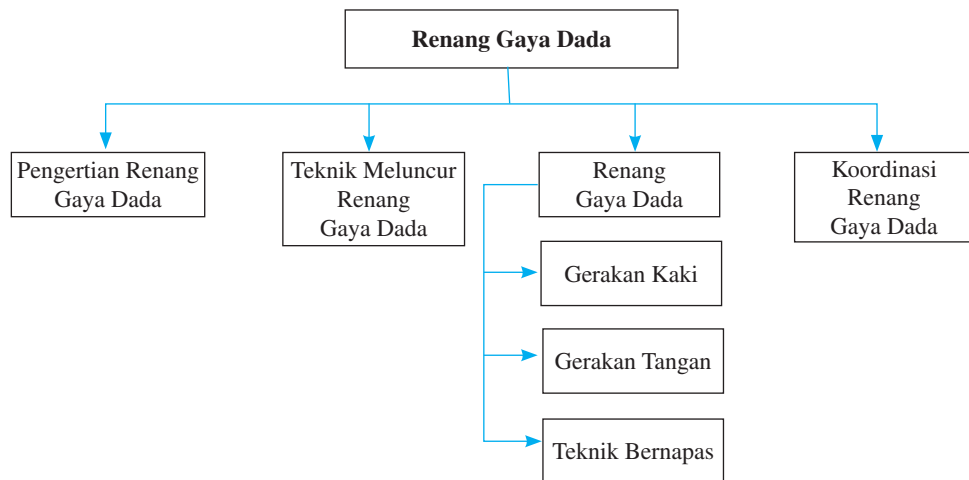 Renang Gaya Dada
Pengertian Renang
Gaya Dada
Teknik Meluncur
Renang
Gaya Dada
Renang
Gaya Dada
Koordinasi
Renang
Gaya Dada
Gerakan Kaki
Gerakan Tangan
Teknik Bernapas